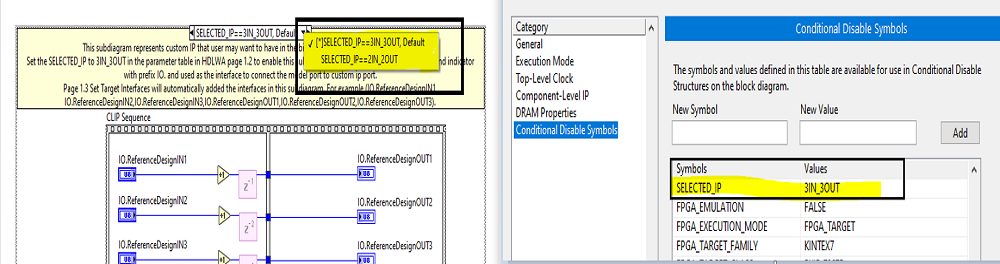 SELECTED_IP==3IN_3OUT, Default
✓ [*]SELECTED_IP==3IN_3OUT, Default
SELECTED_IP==2IN_2OUT
This subdiagram represents custom IP that user may want to have in the bi
Set the SELECTED_IP to 3IN_3OUT in the parameter table in HDLWA page 1.2 to enable this su nd indicator
with prefix IO. and used as the interface to connect the model port to custom ip port.
Page 1.3 Set Target Interfaces will automatically added the interfaces in this subdiagram. For example (IO.ReferenceDesignIN1,
IO.ReferenceDesignIN2,IO.ReferenceDesignIN3,IO.ReferenceDesignOUT1,IO.ReferenceDesignOUT2,IO.ReferenceDesignOUT3).
CLIP Sequence
IO.ReferenceDesignIN1
U8
+1
z⁻¹
IO.ReferenceDesignOUT1
U8
IO.ReferenceDesignIN2
U8
+1
IO.ReferenceDesignOUT2
U8
IO.ReferenceDesignIN3
U8
+1
IO.ReferenceDesignOUT3
U8
Category
General
Execution Mode
Top-Level Clock
Component-Level IP
DRAM Properties
Conditional Disable Symbols
Conditional Disable Symbols
The symbols and values defined in this table are available for use in Conditional Disable
Structures on the block diagram.
New Symbol New Value
Add
Symbols Values
SELECTED_IP 3IN_3OUT
FPGA_EMULATION FALSE
FPGA_EXECUTION_MODE FPGA_TARGET
FPGA_TARGET_FAMILY KINTEX7